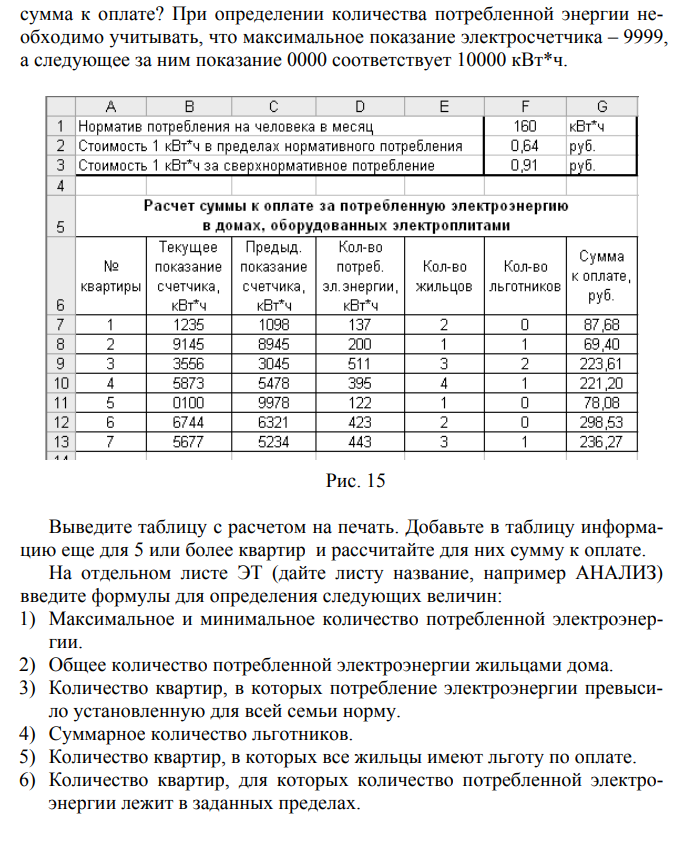 сумма к оплате? При определении количества потребленной энергии не-
обходимо учитывать, что максимальное показание электросчетчика – 9999,
а следующее за ним показание 0000 соответствует 10000 кВт*ч.
A B C D E F G
1 Норматив потребления на человека в месяц 160 кВт*ч
2 Стоимость 1 кВт*ч в пределах нормативного потребления 0,64 руб.
3 Стоимость 1 кВт*ч за сверхнормативное потребление 0,91 руб.
4
Расчет суммы к оплате за потребленную электроэнергию
5 в домах, оборудованных электроплитами
6 № квартиры Текущее показание счетчика, кВт*ч Предыд. показание счетчика, кВт*ч Кол-во потреб. эл.энергии, кВт*ч Кол-во жильцов Кол-во льготников Сумма к оплате, руб.
7 1 1235 1098 137 2 0 87,68
8 2 9145 8945 200 1 1 69,40
9 3 3556 3045 511 3 2 223,61
10 4 5873 5478 395 4 1 221,20
11 5 0100 9978 122 1 0 78,08
12 6 6744 6321 423 2 0 298,53
13 7 5677 5234 443 3 1 236,27
Рис. 15
Выведите таблицу с расчетом на печать. Добавьте в таблицу информа-
цию еще для 5 или более квартир и рассчитайте для них сумму к оплате.
На отдельном листе ЭТ (дайте листу название, например АНАЛИЗ)
введите формулы для определения следующих величин:
1) Максимальное и минимальное количество потребленной электроэнер-
гии.
2) Общее количество потребленной электроэнергии жильцами дома.
3) Количество квартир, в которых потребление электроэнергии превыси-
ло установленную для всей семьи норму.
4) Суммарное количество льготников.
5) Количество квартир, в которых все жильцы имеют льготу по оплате.
6) Количество квартир, для которых количество потребленной электро-
энергии лежит в заданных пределах.